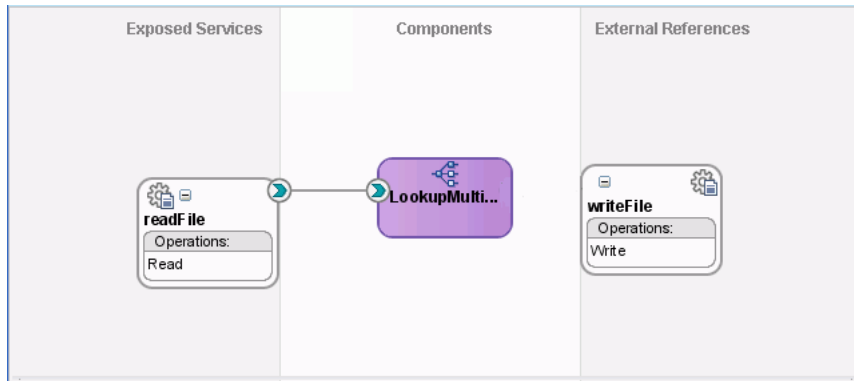 Exposed Services
Components
External References
readFile
Operations:
Read
LookupMulti...
writeFile
Operations:
Write